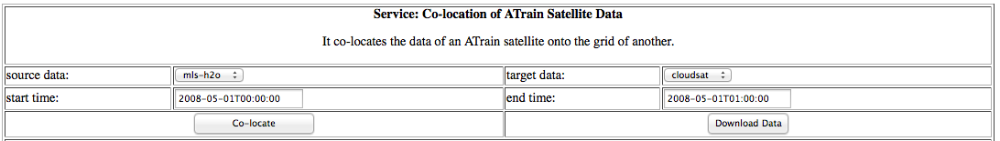 Service: Co-location of ATrain Satellite Data
It co-locates the data of an ATrain satellite onto the grid of another.
source data: mls-h2o target data: cloudsat
start time: 2008-05-01T00:00:00 end time: 2008-05-01T01:00:00
Co-locate Download Data